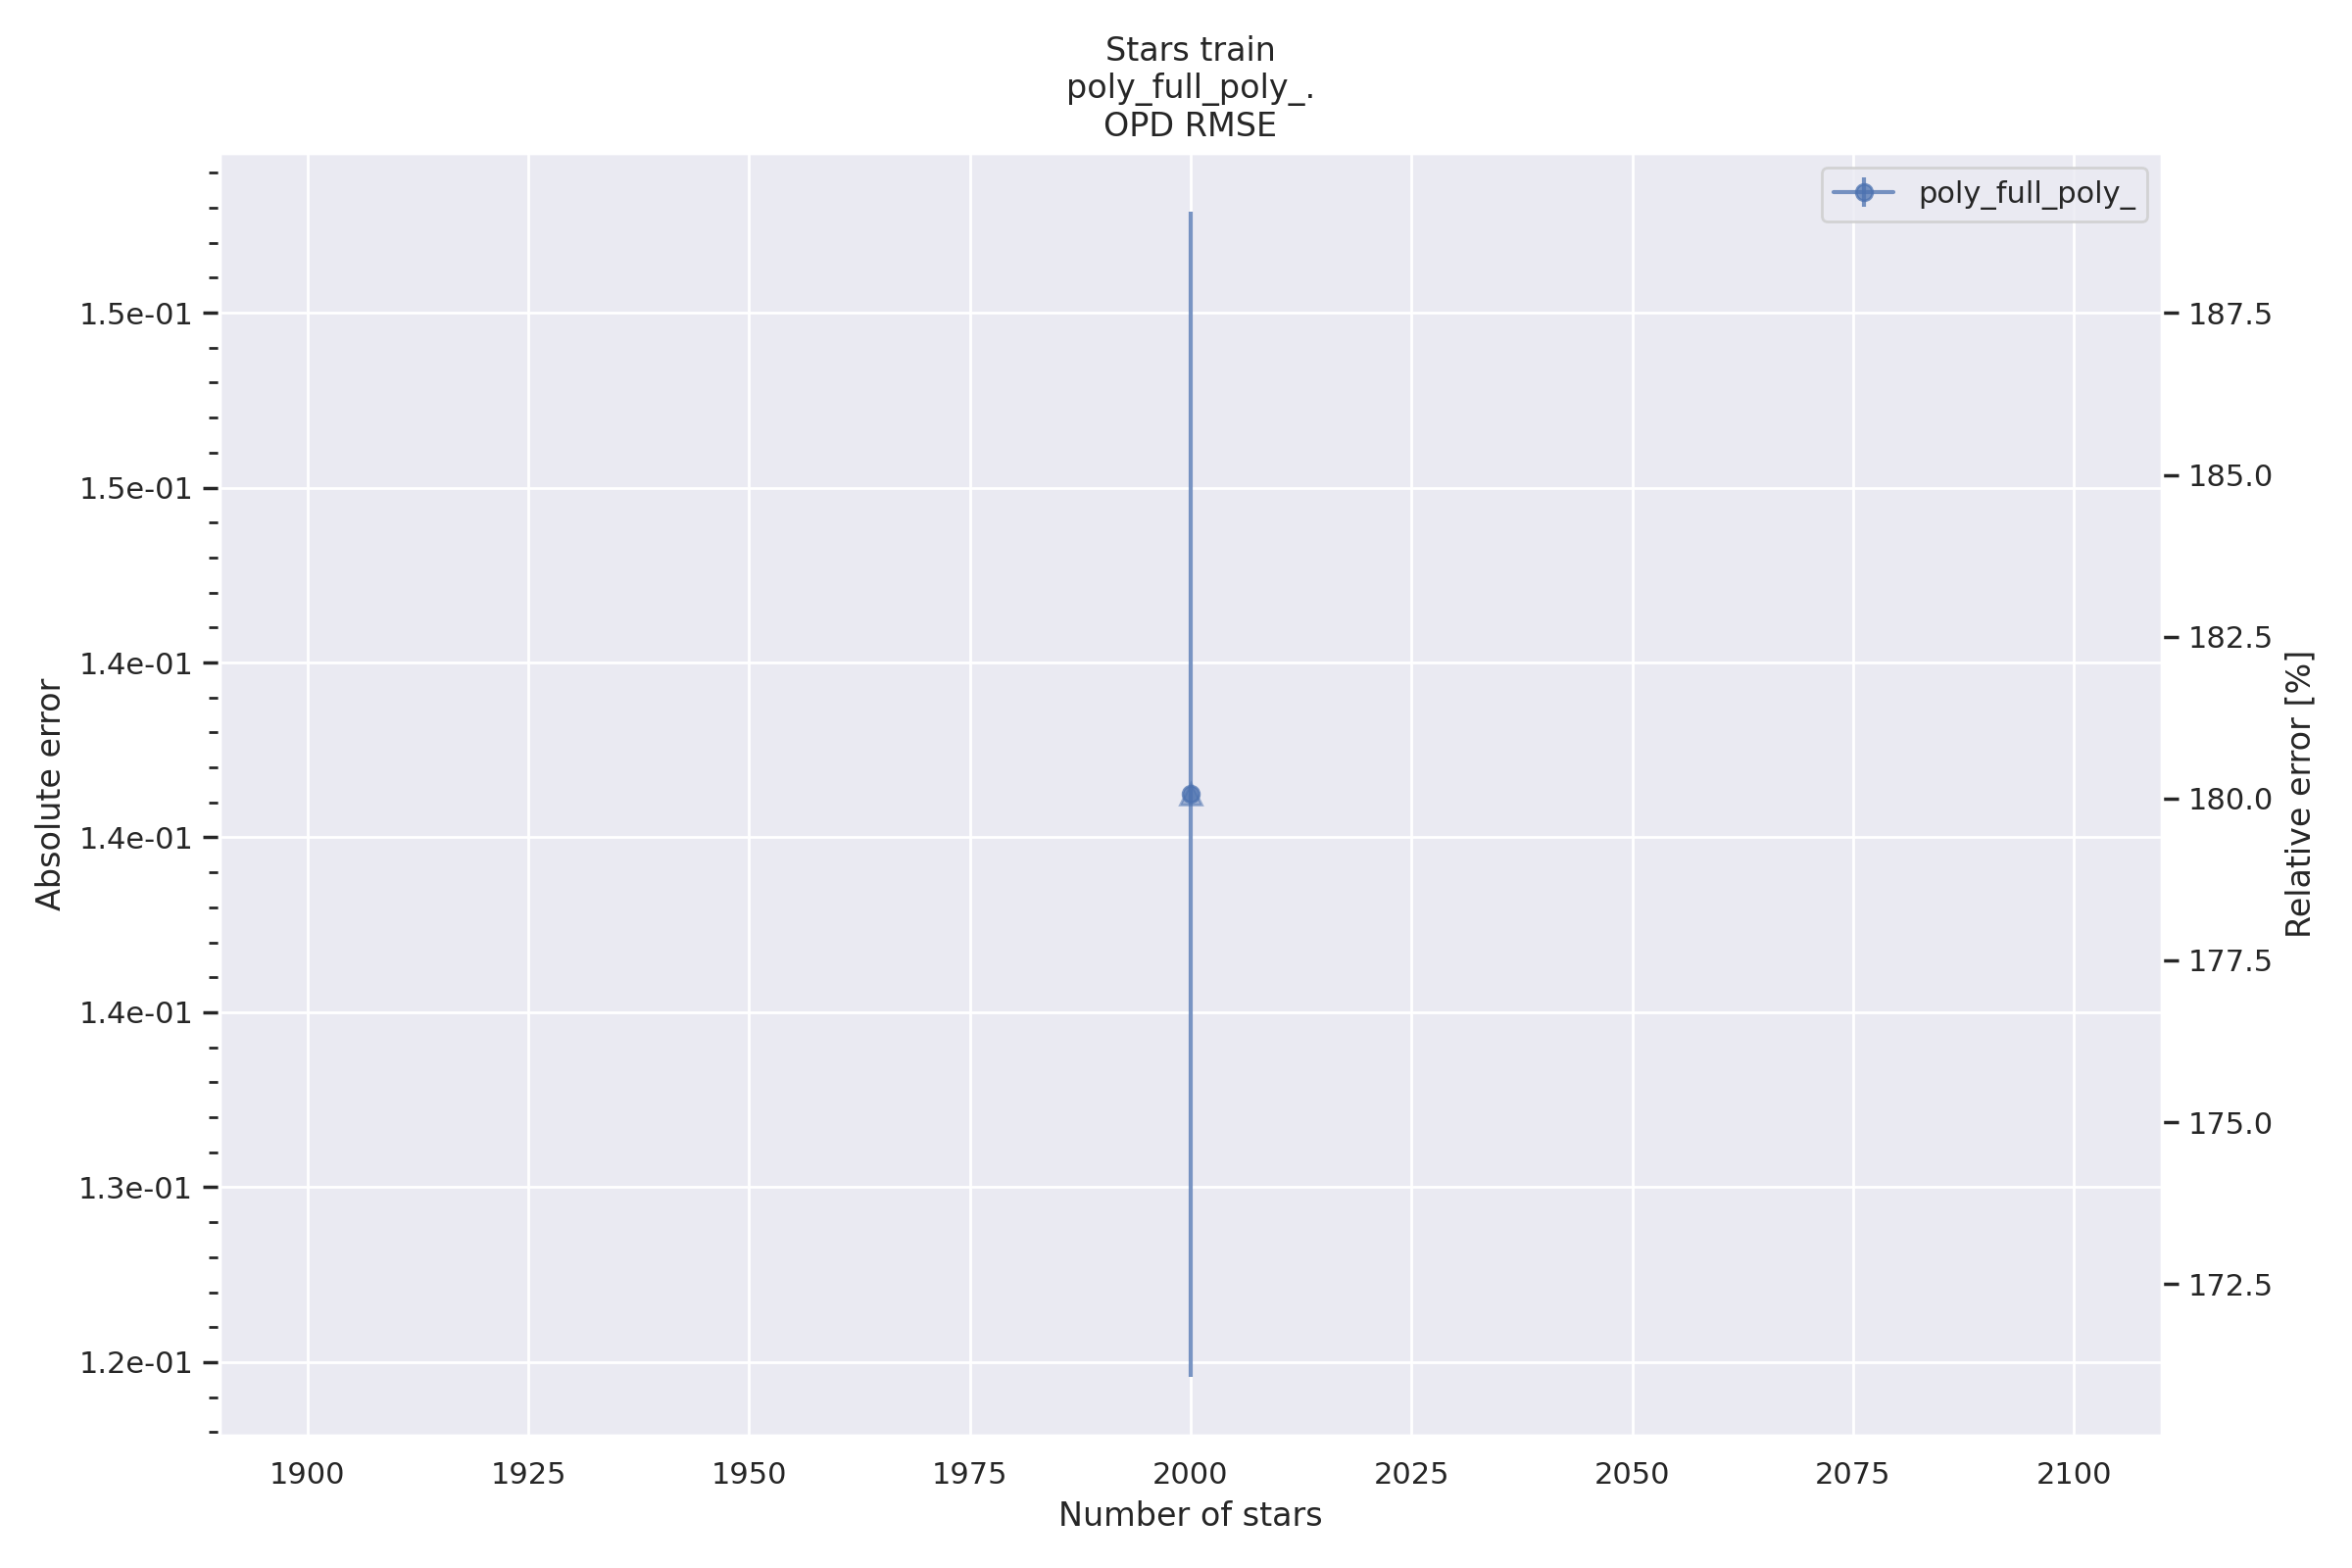 Stars train
poly_full_poly_.
OPD RMSE
poly_full_poly_
Absolute error
1.5e-01
1.5e-01
1.4e-01
1.4e-01
1.4e-01
1.3e-01
1.2e-01
187.5
185.0
182.5
180.0
177.5
175.0
172.5
Relative error [%]
1900 1925 1950 1975 2000 2025 2050 2075 2100
Number of stars